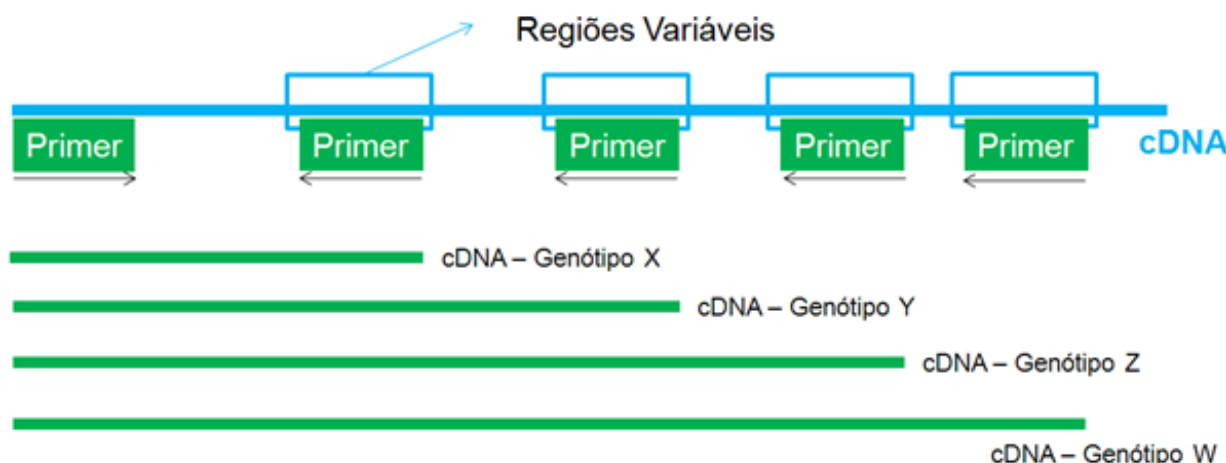 Regiões Variáveis
Primer Primer Primer Primer Primer
cDNA
cDNA – Genótipo X
cDNA – Genótipo Y
cDNA – Genótipo Z
cDNA – Genótipo W